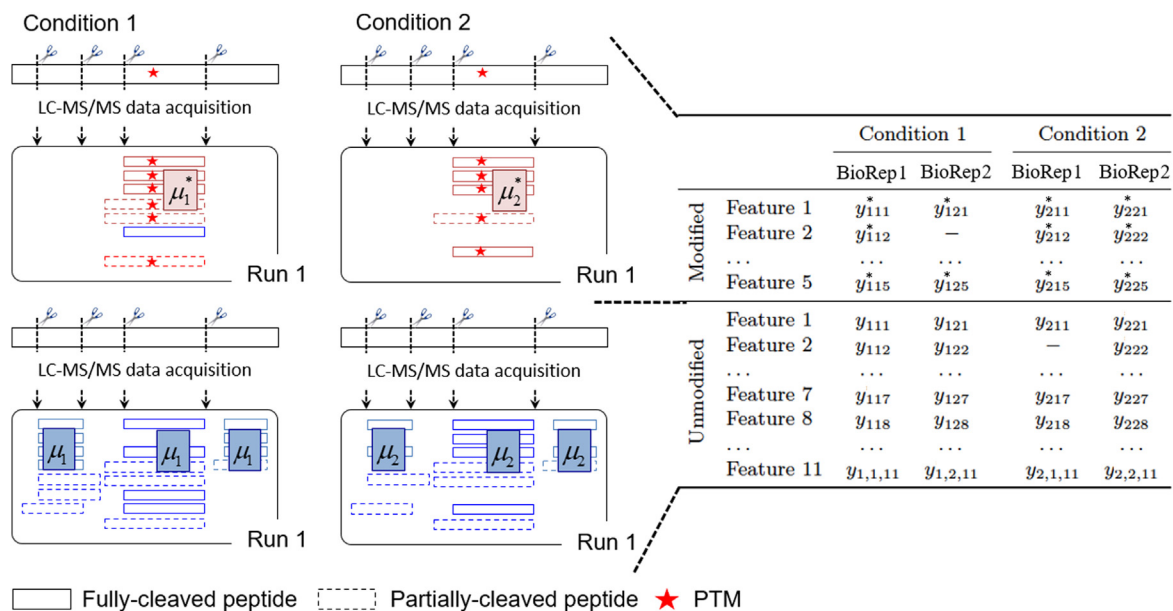 Condition 1 Condition 2
LC-MS/MS data acquisition LC-MS/MS data acquisition
μ₁* μ₂*
Run 1 Run 1
LC-MS/MS data acquisition LC-MS/MS data acquisition
μ₁ μ₁ μ₁ μ₂ μ₂ μ₂
Run 1 Run 1
Fully-cleaved peptide Partially-cleaved peptide PTM
Condition 1 Condition 2
BioRep1 BioRep2 BioRep1 BioRep2
Modified
Feature 1 y*₁₁₁ y*₁₂₁ y*₂₁₁ y*₂₂₁
Feature 2 y*₁₁₂ – y*₂₁₂ y*₂₂₂
... ... ... ... ...
Feature 5 y*₁₁₅ y*₁₂₅ y*₂₁₅ y*₂₂₅
Unmodified
Feature 1 y₁₁₁ y₁₂₁ y₂₁₁ y₂₂₁
Feature 2 y₁₁₂ y₁₂₂ – y₂₂₂
... ... ... ... ...
Feature 7 y₁₁₇ y₁₂₇ y₂₁₇ y₂₂₇
Feature 8 y₁₁₈ y₁₂₈ y₂₁₈ y₂₂₈
... ... ... ... ...
Feature 11 y₁,₁,₁₁ y₁,₂,₁₁ y₂,₁,₁₁ y₂,₂,₁₁